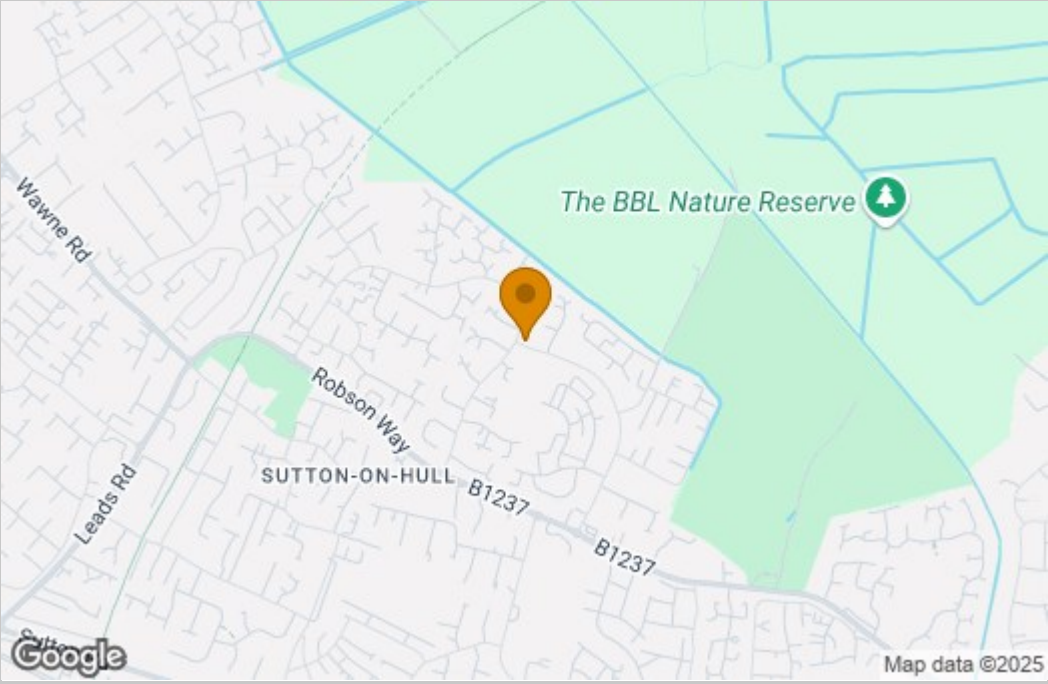 Wawne Rd
The BBL Nature Reserve
Robson Way
SUTTON-ON-HULL
B1237
Leads Rd
B1237
Google
Map data ©2025